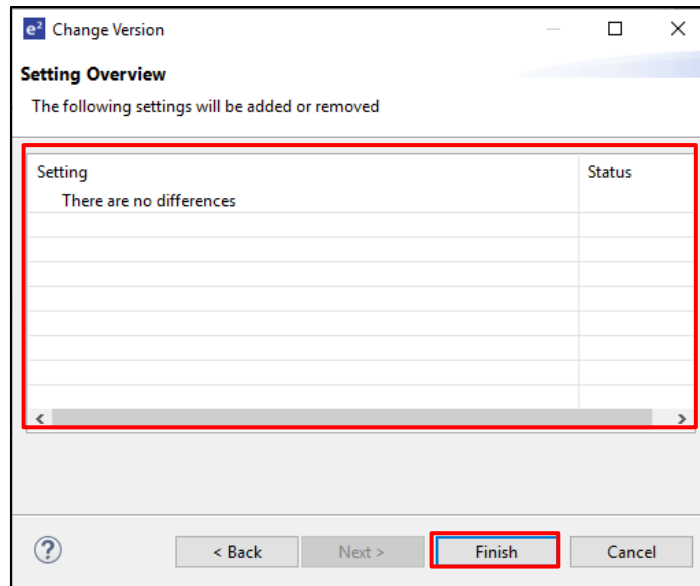 e² Change Version
Setting Overview
The following settings will be added or removed
Setting Status
There are no differences
? < Back Next > Finish Cancel